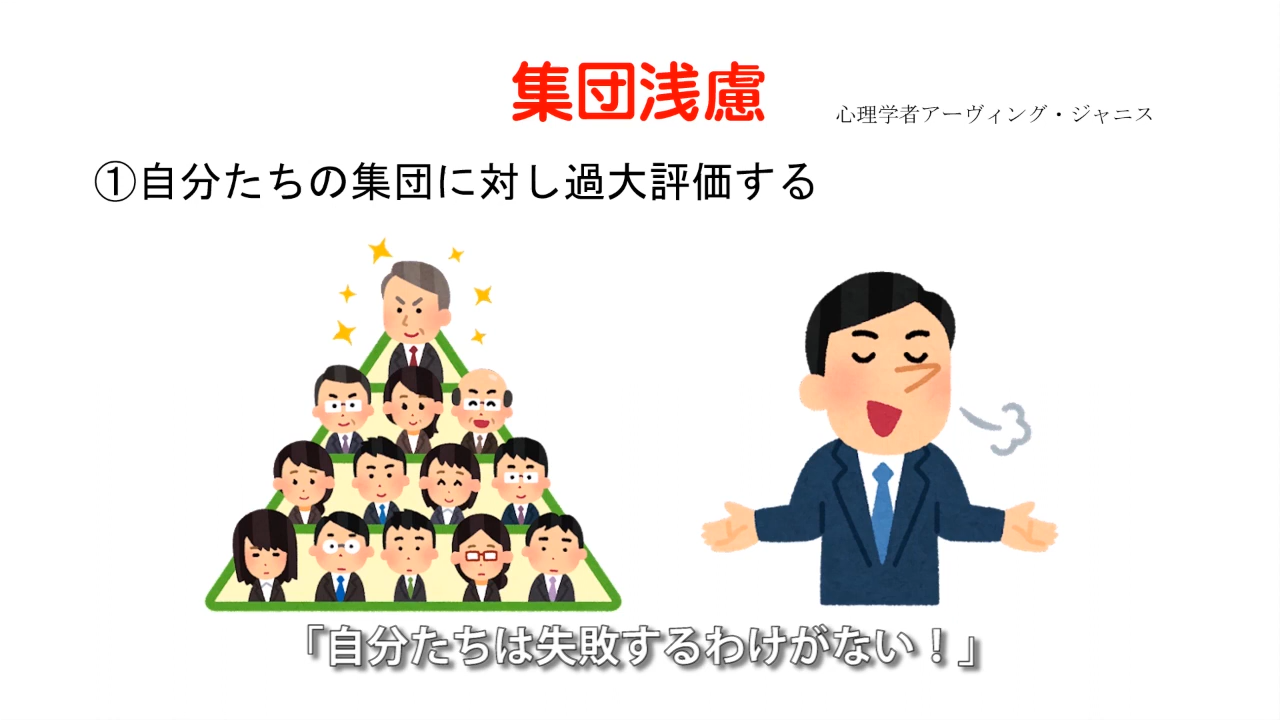 集団浅慮
心理学者アーヴィング・ジャニス
①自分たちの集団に対し過大評価する
「自分たちは失敗するわけがない！」